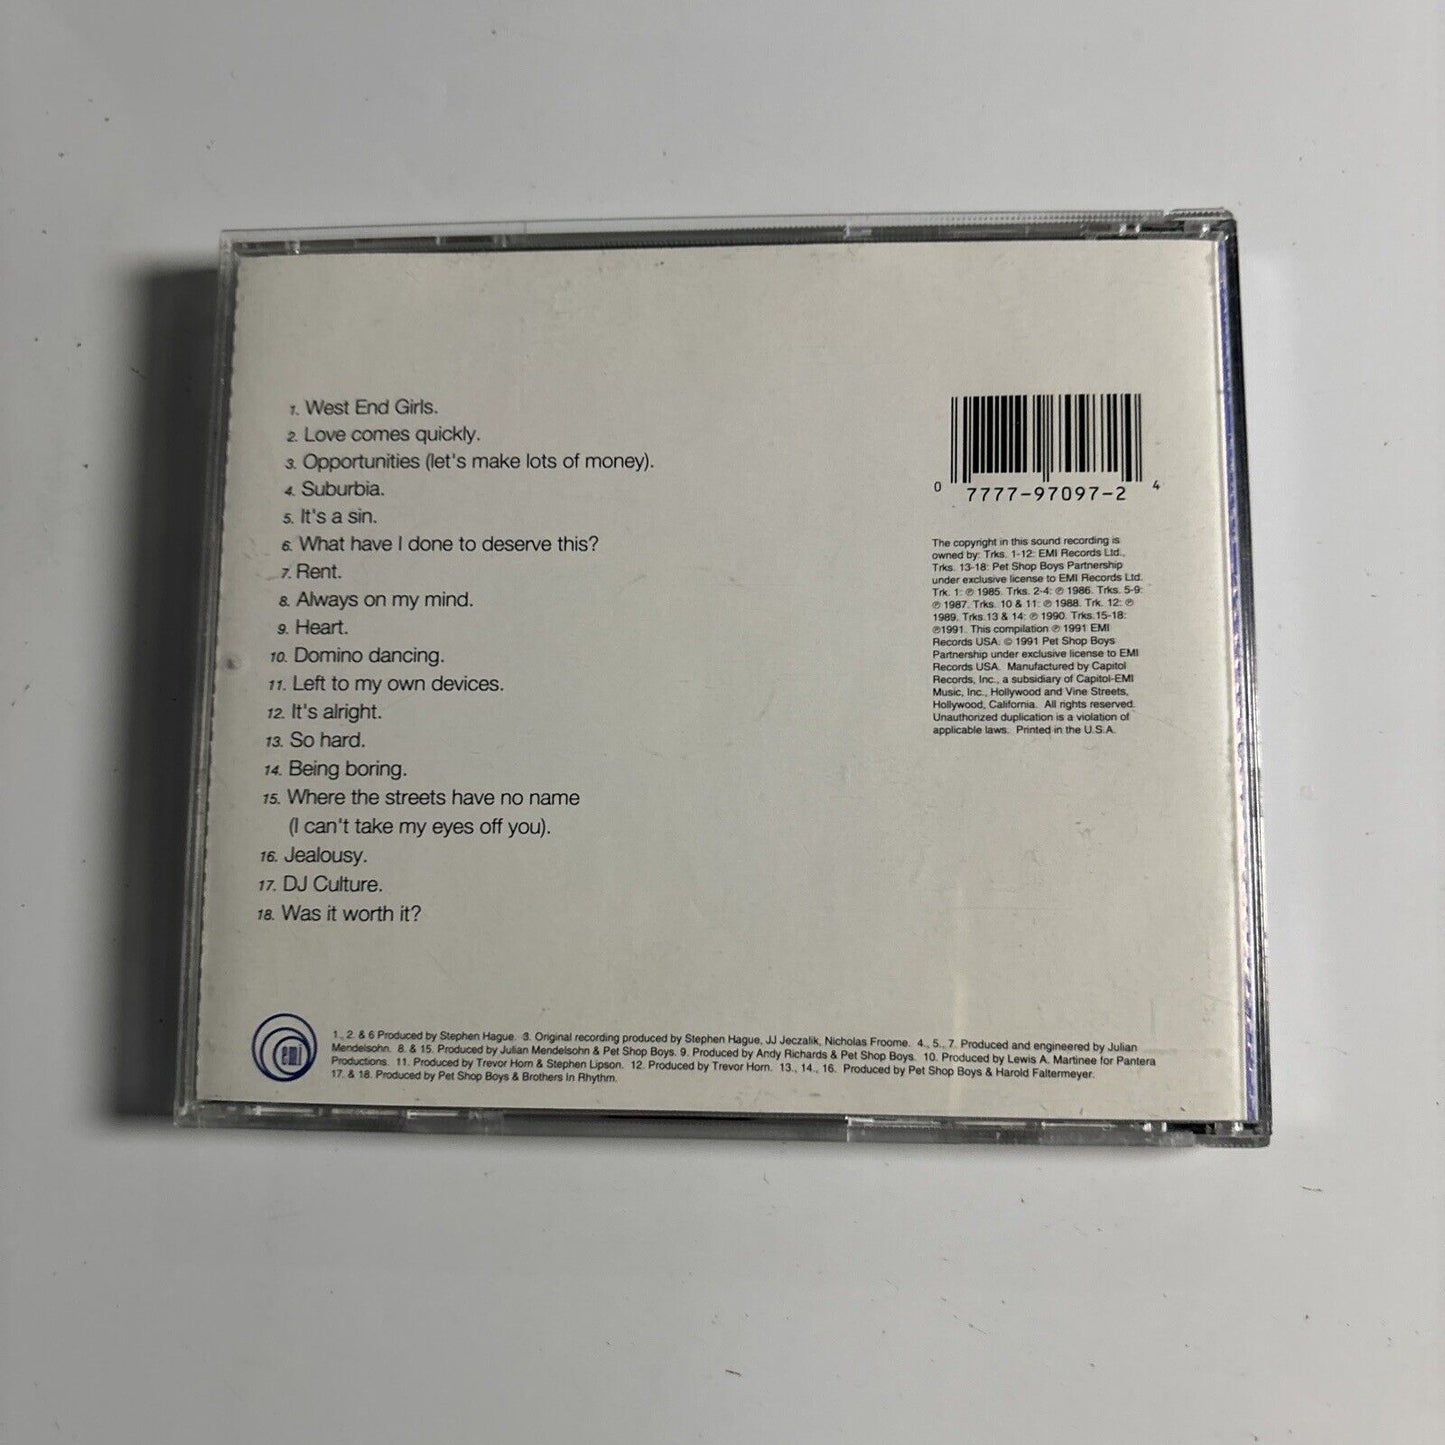 1. West End Girls.
2. Love comes quickly.
3. Opportunities (let's make lots of money).
4. Suburbia.
5. It's a sin.
6. What have I done to deserve this?
7. Rent.
8. Always on my mind.
9. Heart.
10. Domino dancing.
11. Left to my own devices.
12. It's alright.
13. So hard.
14. Being boring.
15. Where the streets have no name
(I can't take my eyes off you).
16. Jealousy.
17. DJ Culture.
18. Was it worth it?
0 7777-97097-2 4
The copyright in this sound recording is
owned by: Trks. 1-12: EMI Records Ltd.,
Trks. 13-18: Pet Shop Boys Partnership
under exclusive license to EMI Records Ltd.
Trk. 1: ℗ 1985. Trks. 2-4: ℗ 1986. Trks. 5-9:
℗ 1987. Trks. 10 & 11: ℗ 1988. Trk. 12: ℗
1989. Trks.13 & 14: ℗ 1990. Trks.15-18:
℗1991. This compilation ℗ 1991 EMI
Records USA. © 1991 Pet Shop Boys
Partnership under exclusive license to EMI
Records USA. Manufactured by Capitol
Records, Inc., a subsidiary of Capitol-EMI
Music, Inc., Hollywood and Vine Streets,
Hollywood, California. All rights reserved.
Unauthorized duplication is a violation of
applicable laws. Printed in the U.S.A.
emi
1., 2. & 6 Produced by Stephen Hague. 3. Original recording produced by Stephen Hague, JJ Jeczalik, Nicholas Froome. 4., 5., 7. Produced and engineered by Julian
Mendelsohn. 8. & 15. Produced by Julian Mendelsohn & Pet Shop Boys. 9. Produced by Andy Richards & Pet Shop Boys. 10. Produced by Lewis A. Martinee for Pantera
Productions. 11. Produced by Trevor Horn & Stephen Lipson. 12. Produced by Trevor Horn. 13., 14., 16. Produced by Pet Shop Boys & Harold Faltermeyer.
17. & 18. Produced by Pet Shop Boys & Brothers In Rhythm.